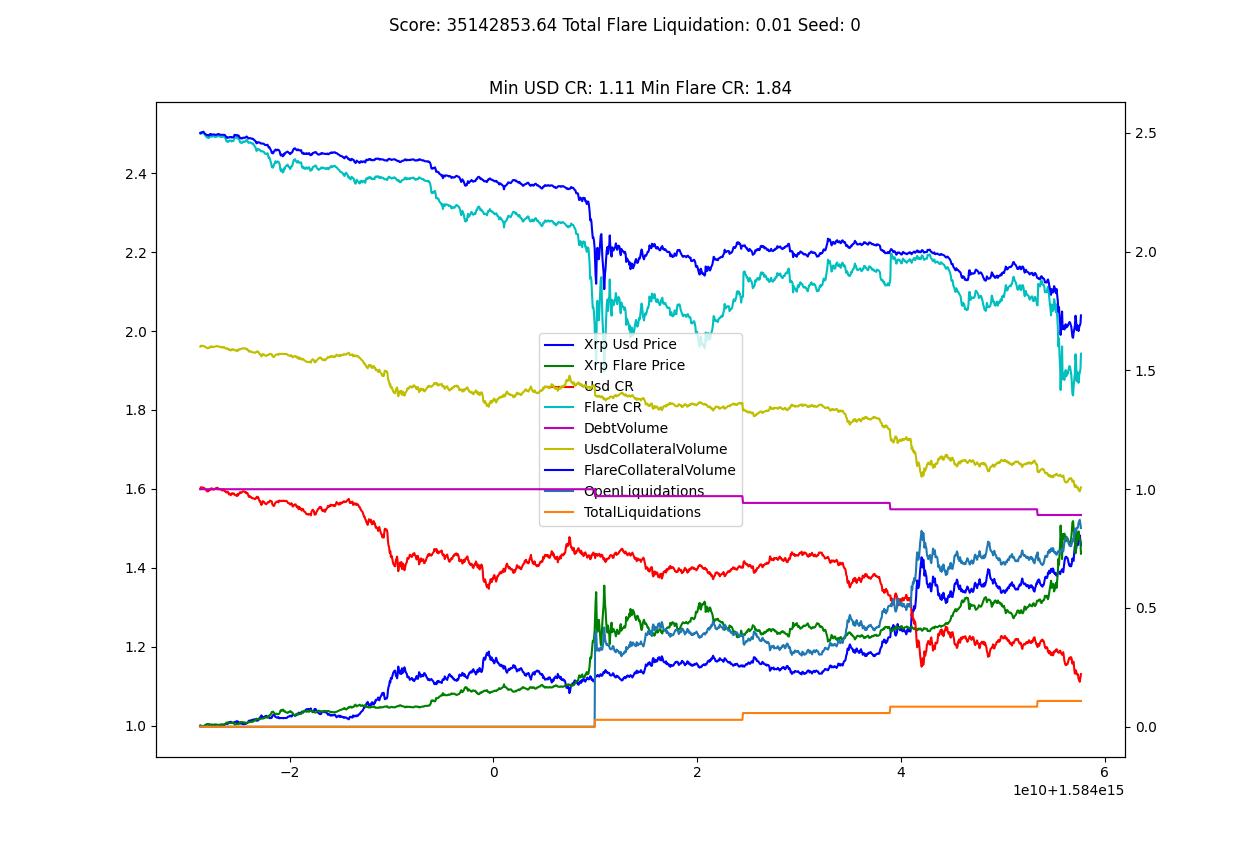 Score: 35142853.64 Total Flare Liquidation: 0.01 Seed: 0
Min USD CR: 1.11 Min Flare CR: 1.84
2.4
2.2
2.0
1.8
1.6
1.4
1.2
1.0
2.5
2.0
1.5
1.0
0.5
0.0
Xrp Usd Price
Xrp Flare Price
Usd CR
Flare CR
DebtVolume
UsdCollateralVolume
FlareCollateralVolume
OpenLiquidations
TotalLiquidations
−2 0 2 4 6
1e10+1.584e15